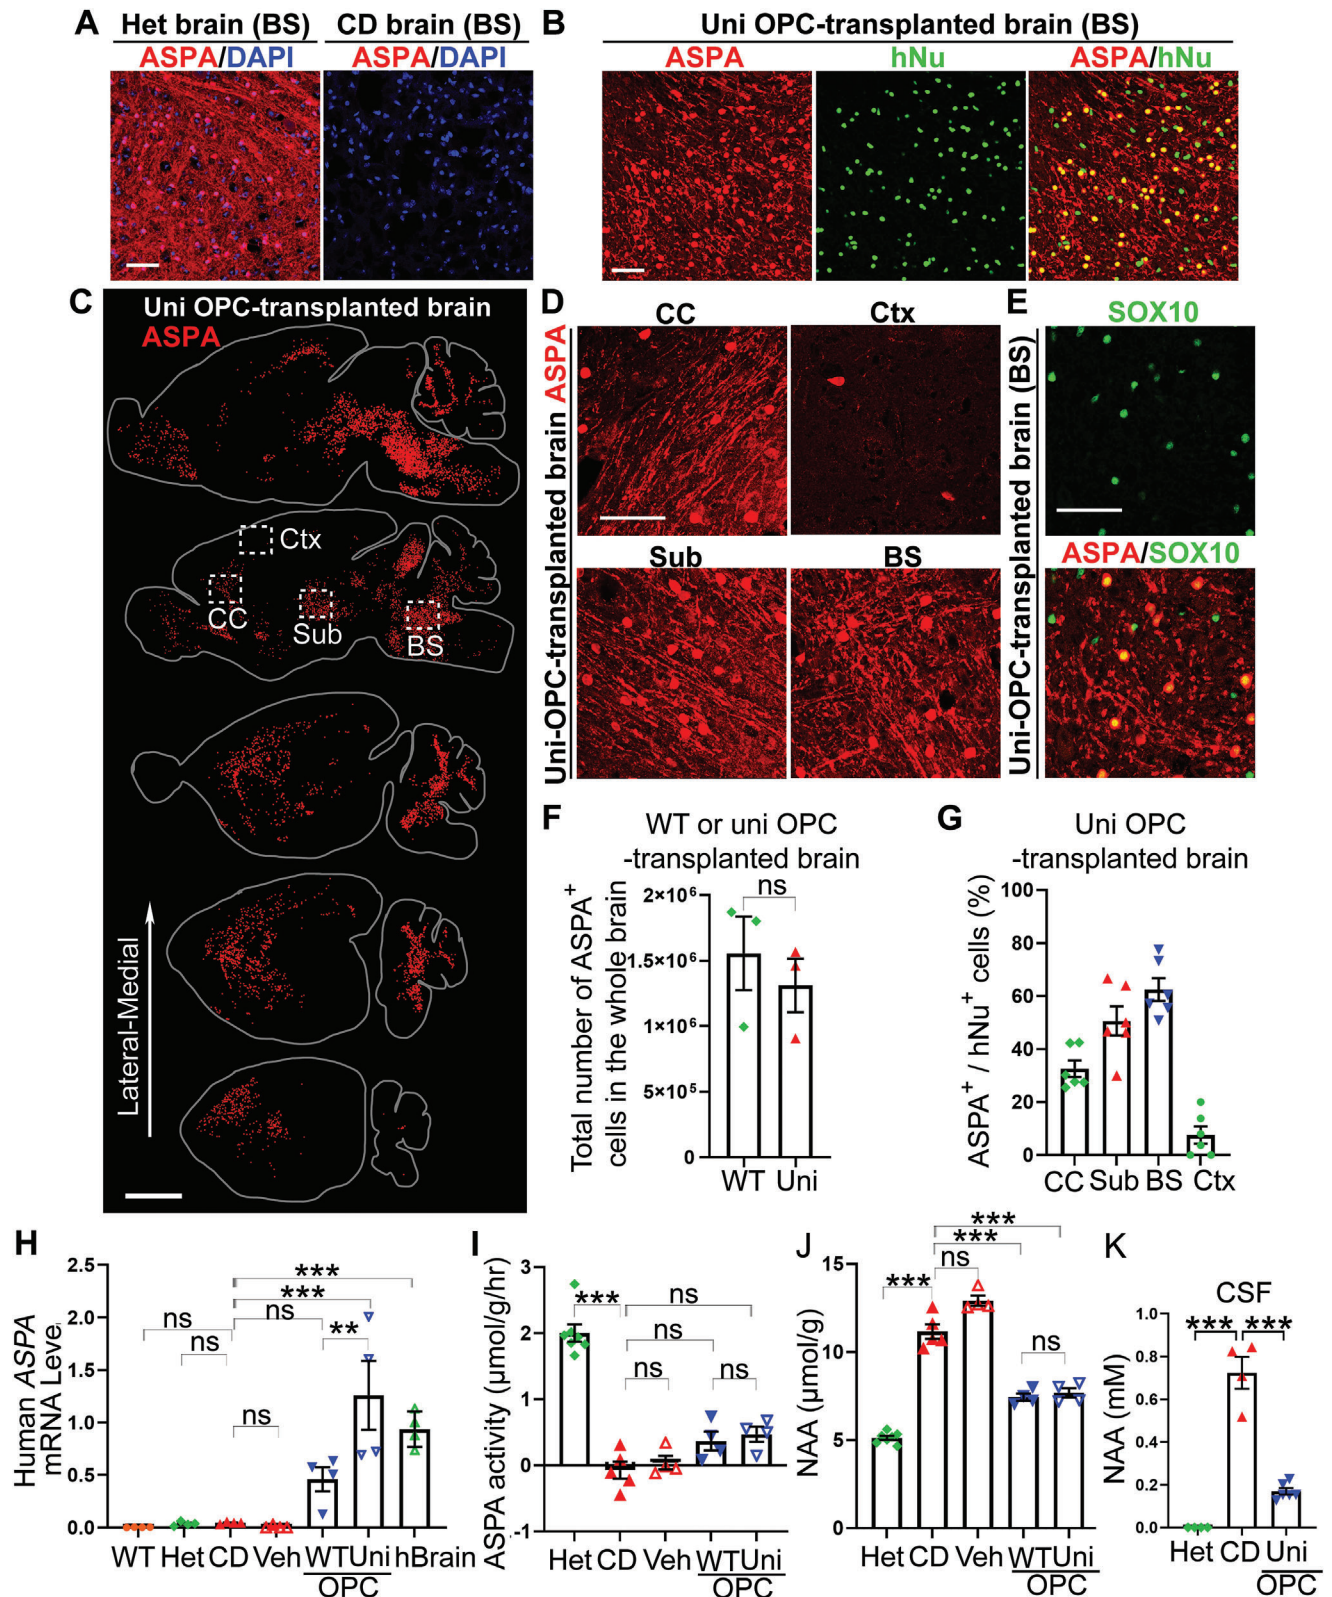 A
Het brain (BS)
CD brain (BS)
ASPA/DAPI
ASPA/DAPI
B
Uni OPC-transplanted brain (BS)
ASPA
hNu
ASPA/hNu
C
Uni OPC-transplanted brain
ASPA
Ctx
CC
Sub
BS
Lateral-Medial
D
Uni-OPC-transplanted brain ASPA
CC
Ctx
Sub
BS
E
Uni-OPC-transplanted brain (BS)
SOX10
ASPA/SOX10
F
WT or uni OPC
-transplanted brain
Total number of ASPA+
cells in the whole brain
2×10⁶
1.5×10⁶
1×10⁶
5×10⁵
0
ns
WT Uni
G
Uni OPC
-transplanted brain
ASPA+ / hNu+ cells (%)
100
80
60
40
20
0
CC Sub BS Ctx
H
Human ASPA
mRNA Level
2.5
2.0
1.5
1.0
0.5
0.0
***
***
ns
ns
ns
**
ns
WT Het CD Veh WT Uni hBrain
OPC
I
ASPA activity (μmol/g/hr)
3
2
1
0
-1
***
ns
ns
ns
ns
Het CD Veh WT Uni
OPC
J
NAA (μmol/g)
15
10
5
0
***
***
ns
***
ns
Het CD Veh WT Uni
OPC
K
CSF
NAA (mM)
1.0
0.8
0.6
0.4
0.2
0.0
***
***
Het CD Uni
OPC